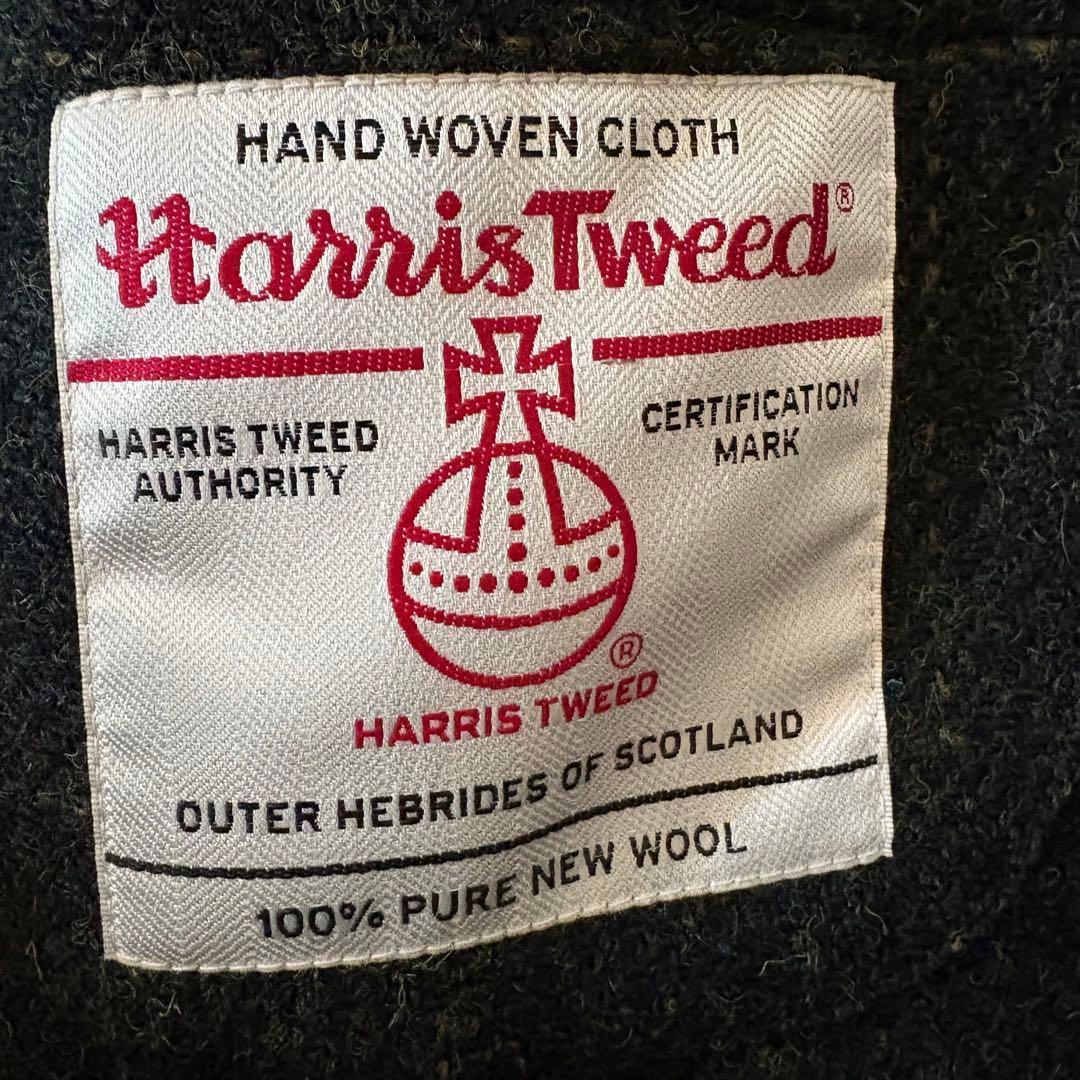 HAND WOVEN CLOTH
Harris Tweed®
HARRIS TWEED
AUTHORITY
CERTIFICATION
MARK
®
HARRIS TWEED
OUTER HEBRIDES OF SCOTLAND
100% PURE NEW WOOL